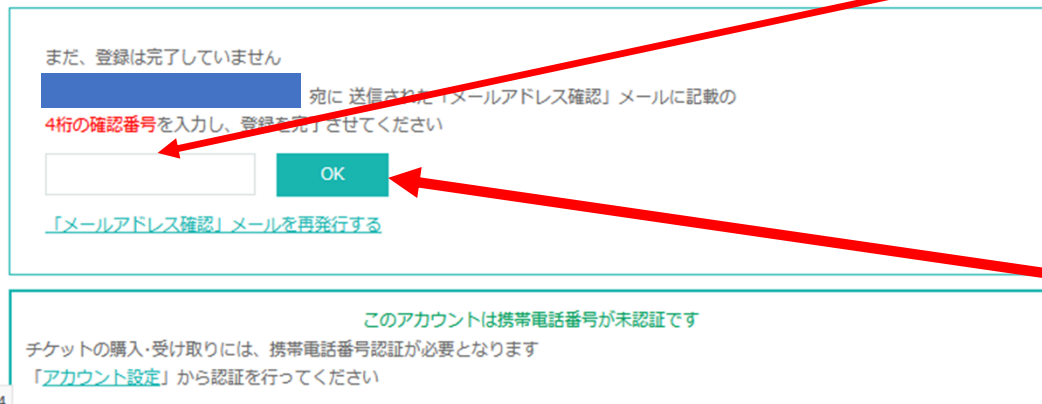 まだ、登録は完了していません
宛に 送信された「メールアドレス確認」メールに記載の
4桁の確認番号を入力し、登録を完了させてください
OK
「メールアドレス確認」メールを再発行する
このアカウントは携帯電話番号が未認証です
チケットの購入・受け取りには、携帯電話番号認証が必要となります
「アカウント設定」から認証を行ってください
4